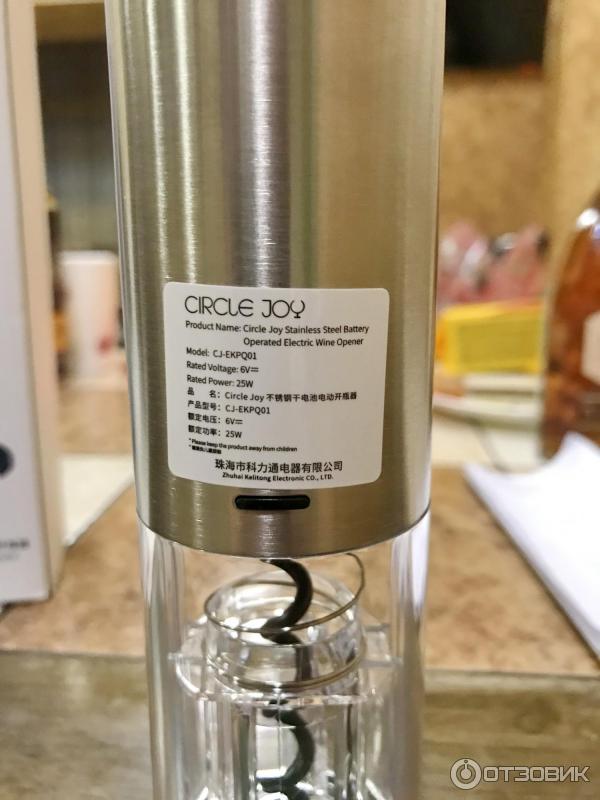 CIRCLE JOY
Product Name: Circle Joy Stainless Steel Battery
Operated Electric Wine Opener
Model: CJ-EKPQ01
Rated Voltage: 6V⎓
Rated Power: 25W
品 名: Circle Joy 不锈钢干电池电动开瓶器
产品型号: CJ-EKPQ01
额定电压: 6V⎓
额定功率: 25W
*Please keep the product away from children
珠海市科力通电器有限公司
Zhuhai Kelitong Electronic CO., LTD.
ОТЗОВИК